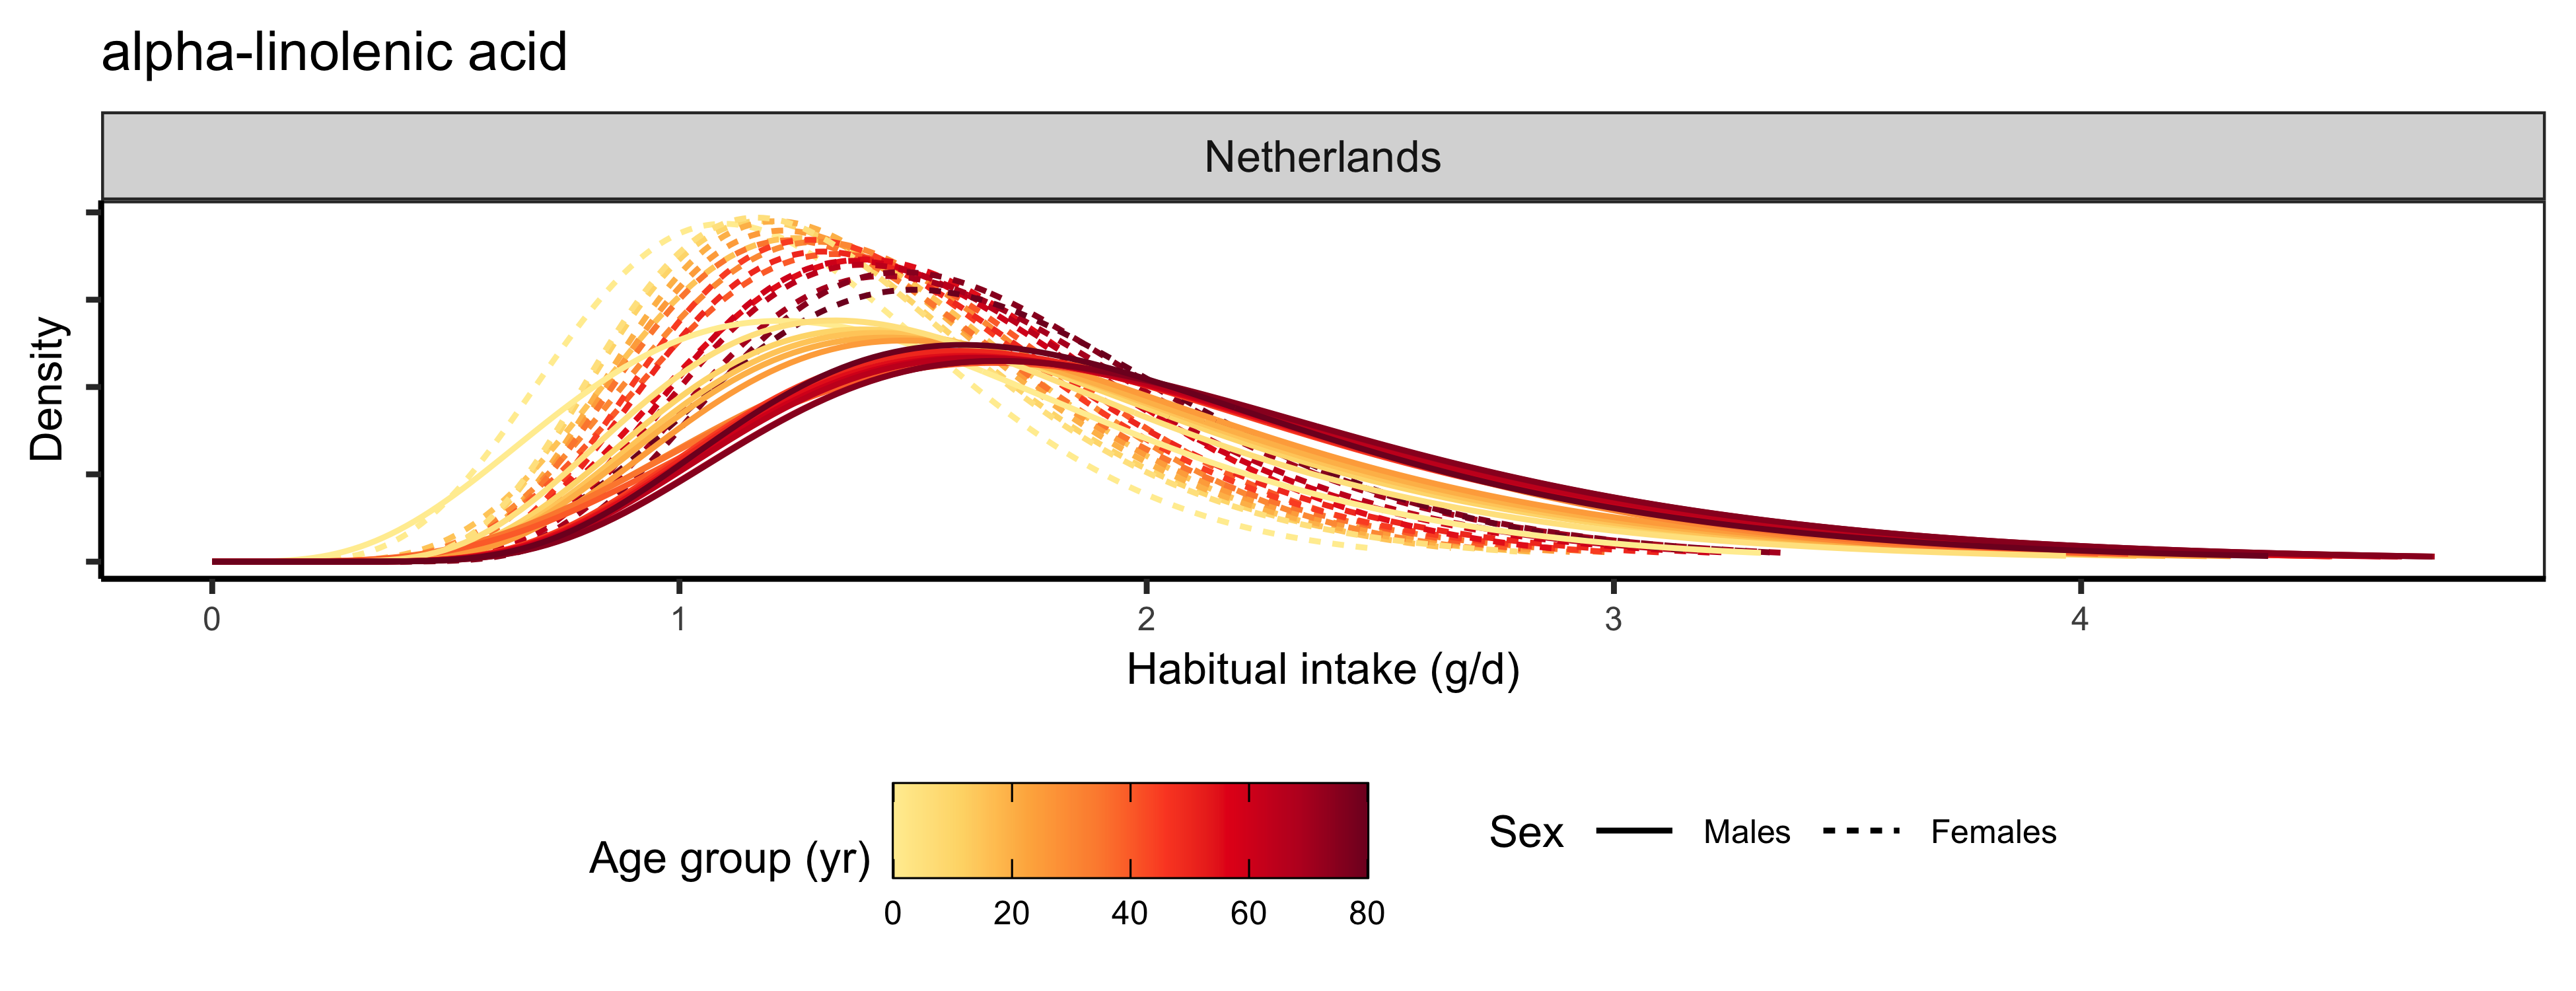 alpha-linolenic acid
Netherlands
Density
0 1 2 3 4
Habitual intake (g/d)
Age group (yr)
0 20 40 60 80
Sex Males Females